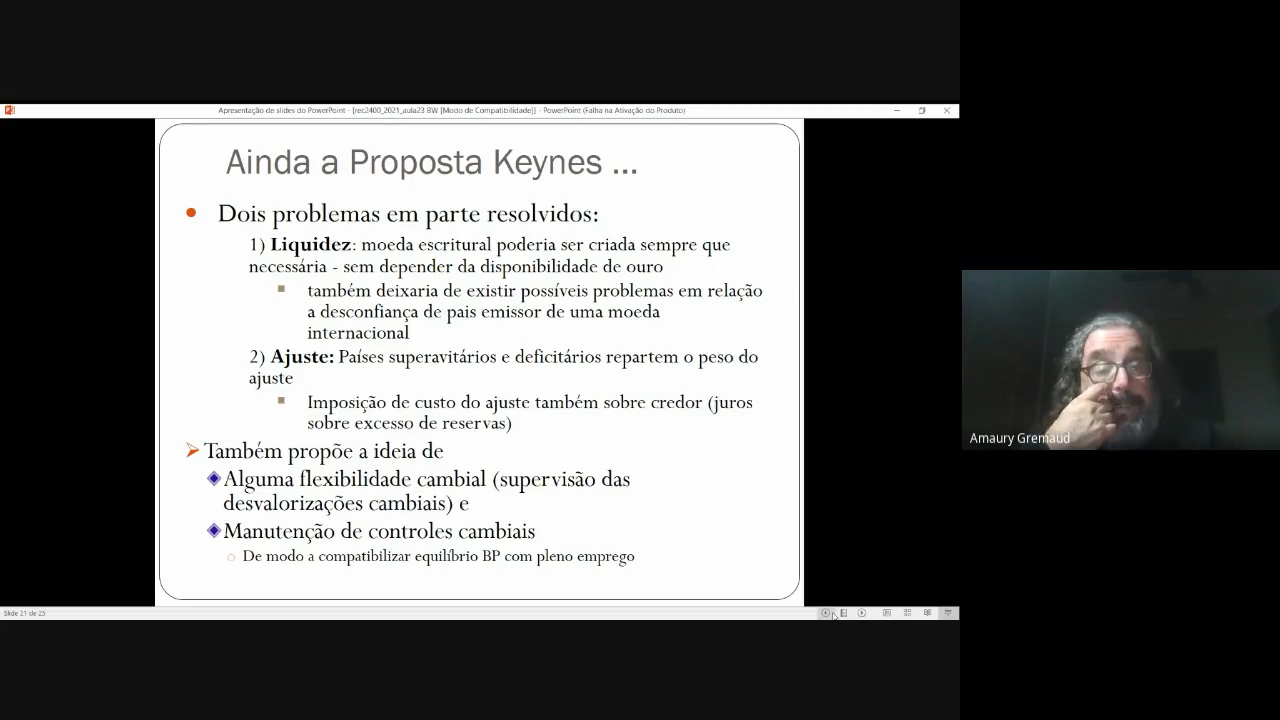 Apresentação de slides do PowerPoint - [rec2400_2021_aula23 BW [Modo de Compatibilidade]] - PowerPoint (Falha na Ativação do Produto)
Ainda a Proposta Keynes ...
Dois problemas em parte resolvidos:
1) Liquidez: moeda escritural poderia ser criada sempre que
necessária - sem depender da disponibilidade de ouro
também deixaria de existir possíveis problemas em relação
a desconfiança de pais emissor de uma moeda
internacional
2) Ajuste: Países superavitários e deficitários repartem o peso do
ajuste
Imposição de custo do ajuste também sobre credor (juros
sobre excesso de reservas)
Também propõe a ideia de
Alguma flexibilidade cambial (supervisão das
desvalorizações cambiais) e
Manutenção de controles cambiais
De modo a compatibilizar equilíbrio BP com pleno emprego
Slide 21 de 25
Amaury Gremaud